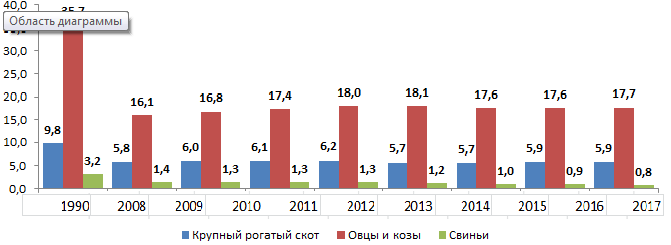 40,0
Область диаграммы
35,7
30,0
25,0
20,0
15,0
10,0
5,0
0,0
9,8 3,2
5,8 16,1 1,4
6,0 16,8 1,3
6,1 17,4 1,3
6,2 18,0 1,3
5,7 18,1 1,2
5,7 17,6 1,0
5,9 17,6 0,9
5,9 17,7 0,8
1990 2008 2009 2010 2011 2012 2013 2014 2015 2016 2017
Крупный рогатый скот Овцы и козы Свиньи